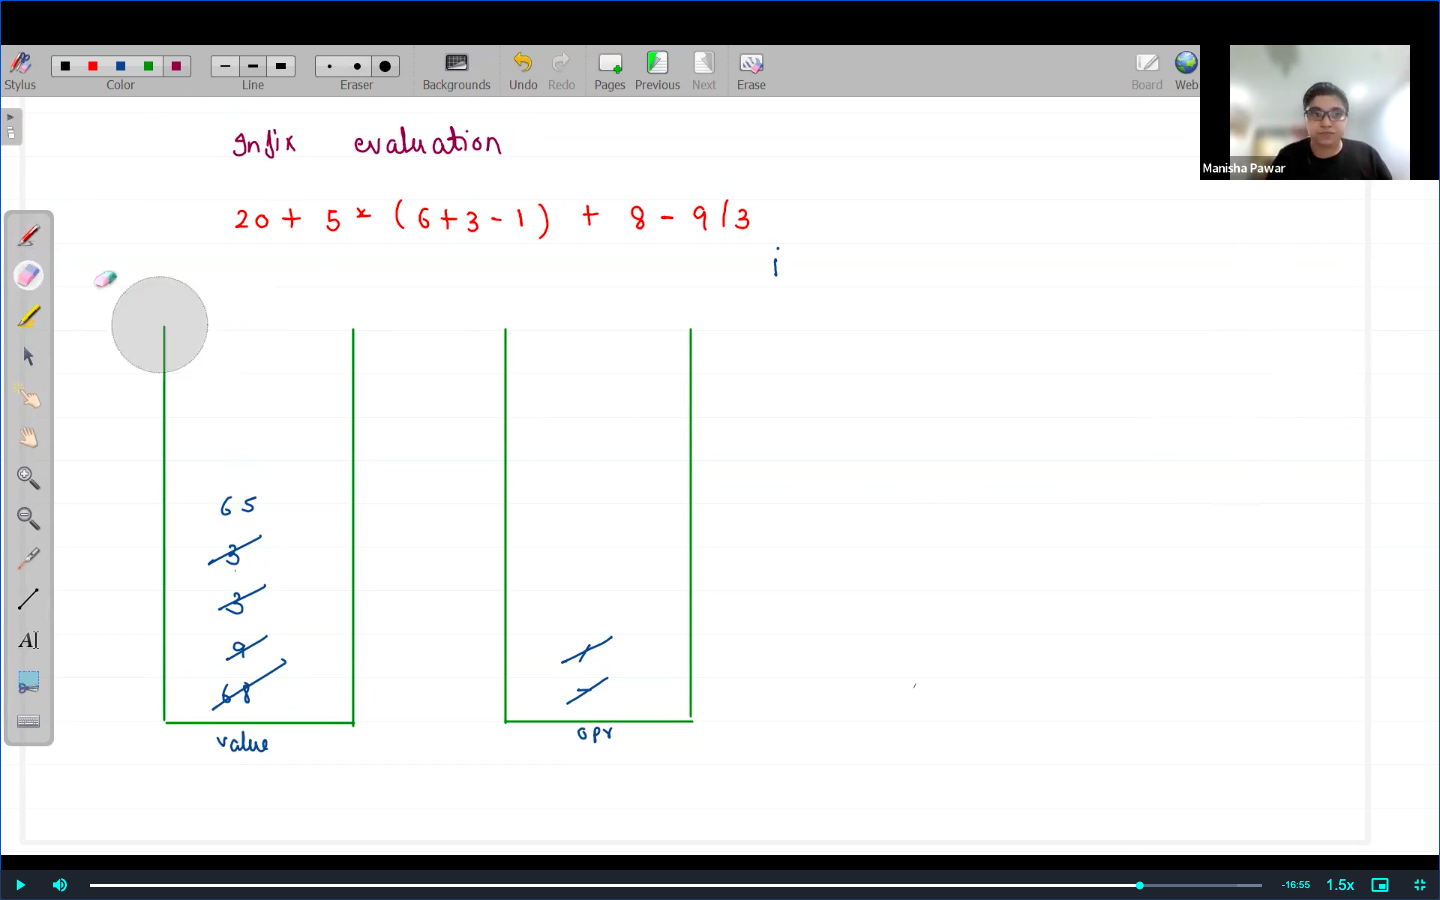 Stylus Color Line Eraser Backgrounds Undo Redo Pages Previous Next Erase Board Web
Manisha Pawar
Infix evaluation
20 + 5 * ( 6 + 3 - 1 ) + 8 - 9 / 3
i
65
3
3
9 /
68 -
value opr
-16:55 1.5x